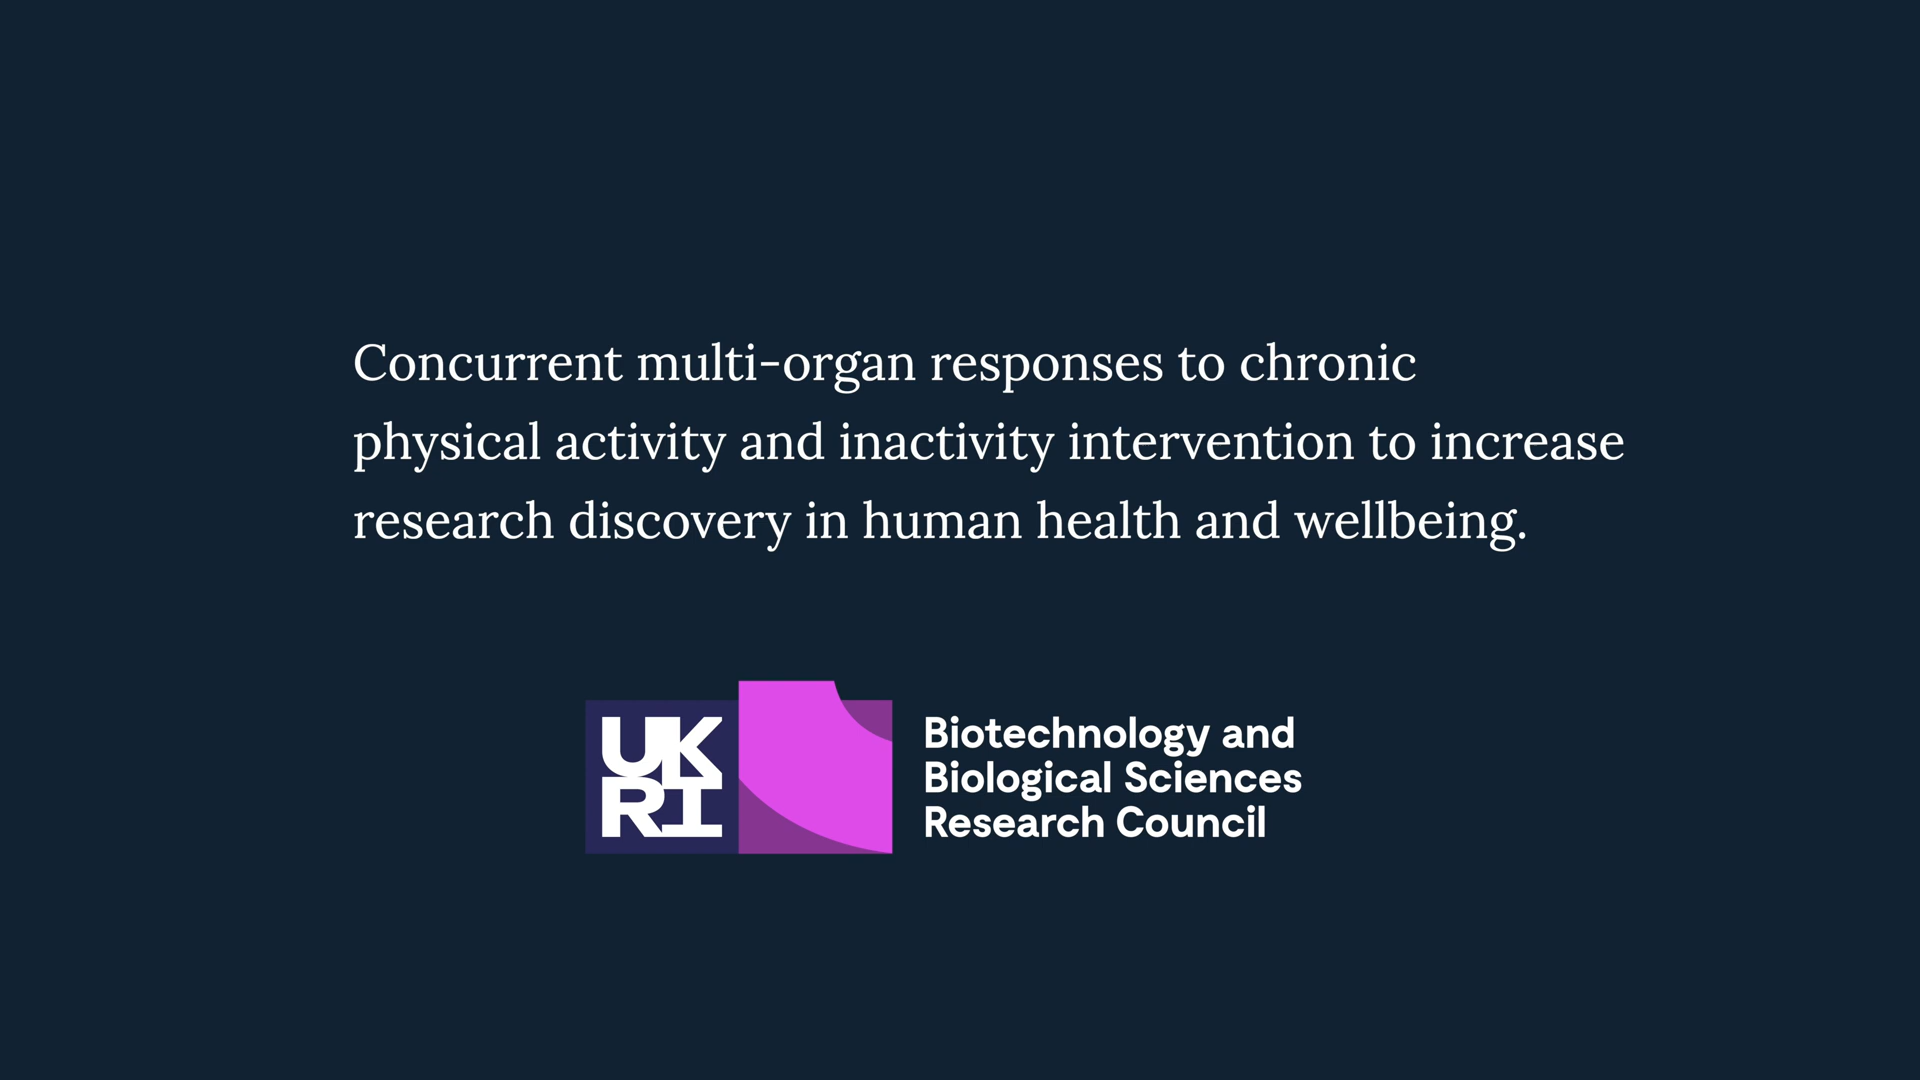 Concurrent multi-organ responses to chronic
physical activity and inactivity intervention to increase
research discovery in human health and wellbeing.
UK
RI
Biotechnology and
Biological Sciences
Research Council